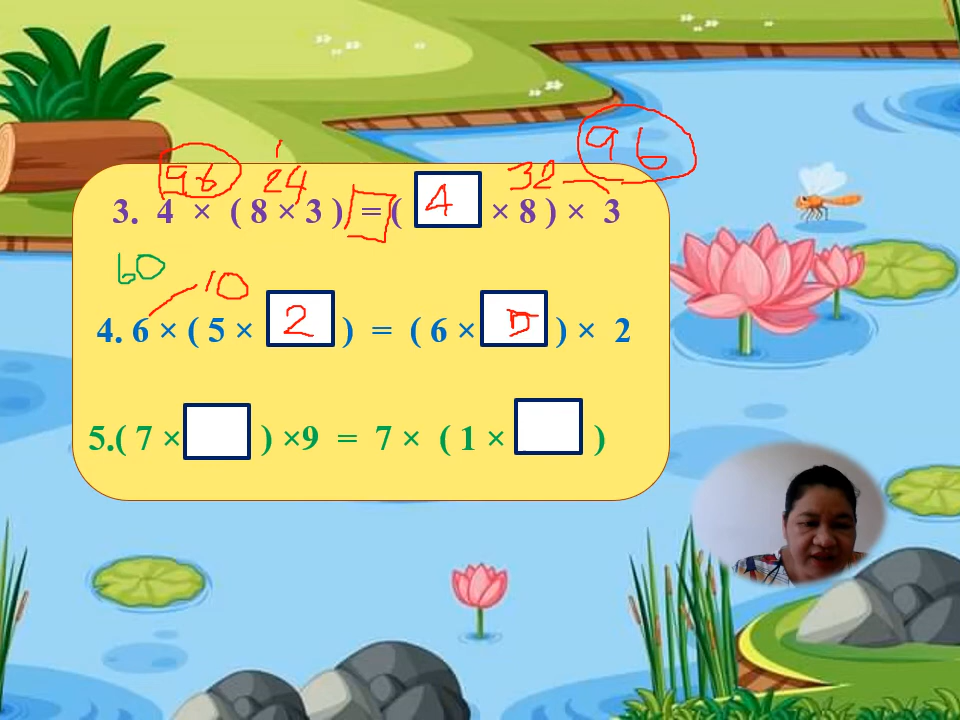 96
96 24 32
3. 4 × ( 8 × 3 ) = ( 4 × 8 ) × 3
60
10
4. 6 × ( 5 × 2 ) = ( 6 × 5 ) × 2
5.( 7 × ) ×9 = 7 × ( 1 × )